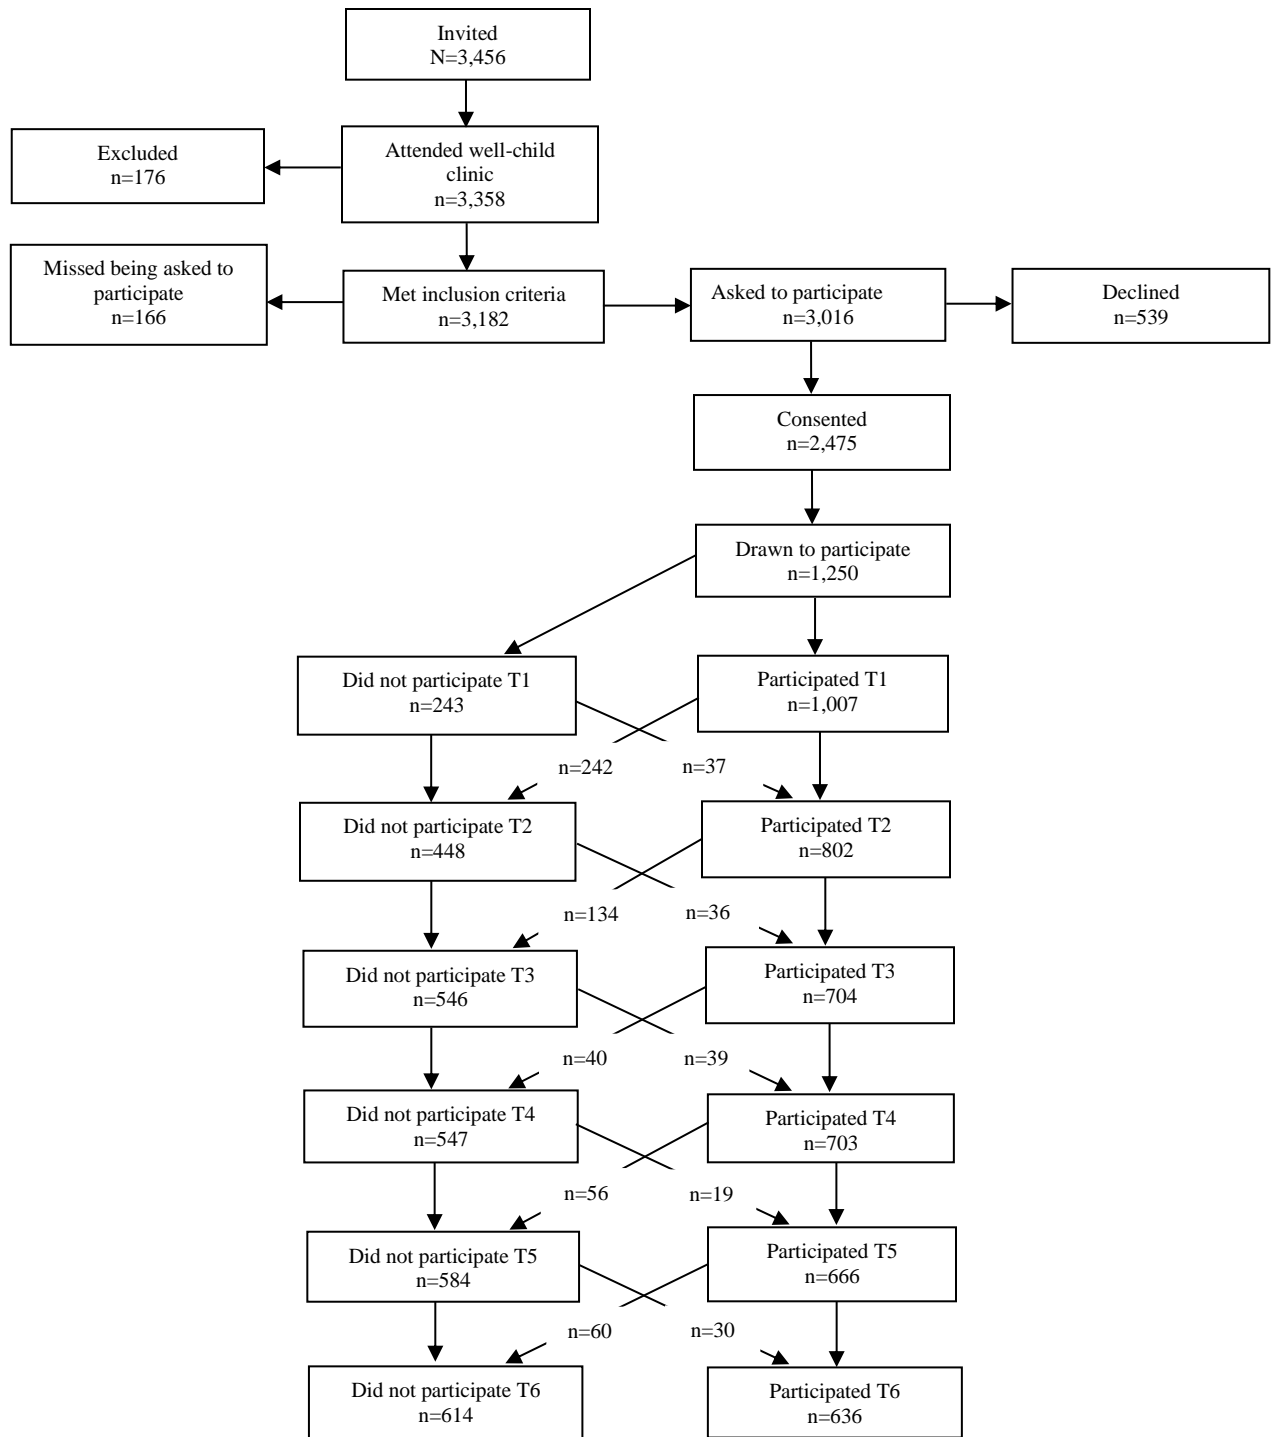 Invited
N=3,456
Excluded
n=176
Attended well-child
clinic
n=3,358
Missed being asked to
participate
n=166
Met inclusion criteria
n=3,182
Asked to participate
n=3,016
Declined
n=539
Consented
n=2,475
Drawn to participate
n=1,250
Did not participate T1
n=243
Participated T1
n=1,007
n=242
n=37
Did not participate T2
n=448
Participated T2
n=802
n=134
n=36
Did not participate T3
n=546
Participated T3
n=704
n=40
n=39
Did not participate T4
n=547
Participated T4
n=703
n=56
n=19
Did not participate T5
n=584
Participated T5
n=666
n=60
n=30
Did not participate T6
n=614
Participated T6
n=636